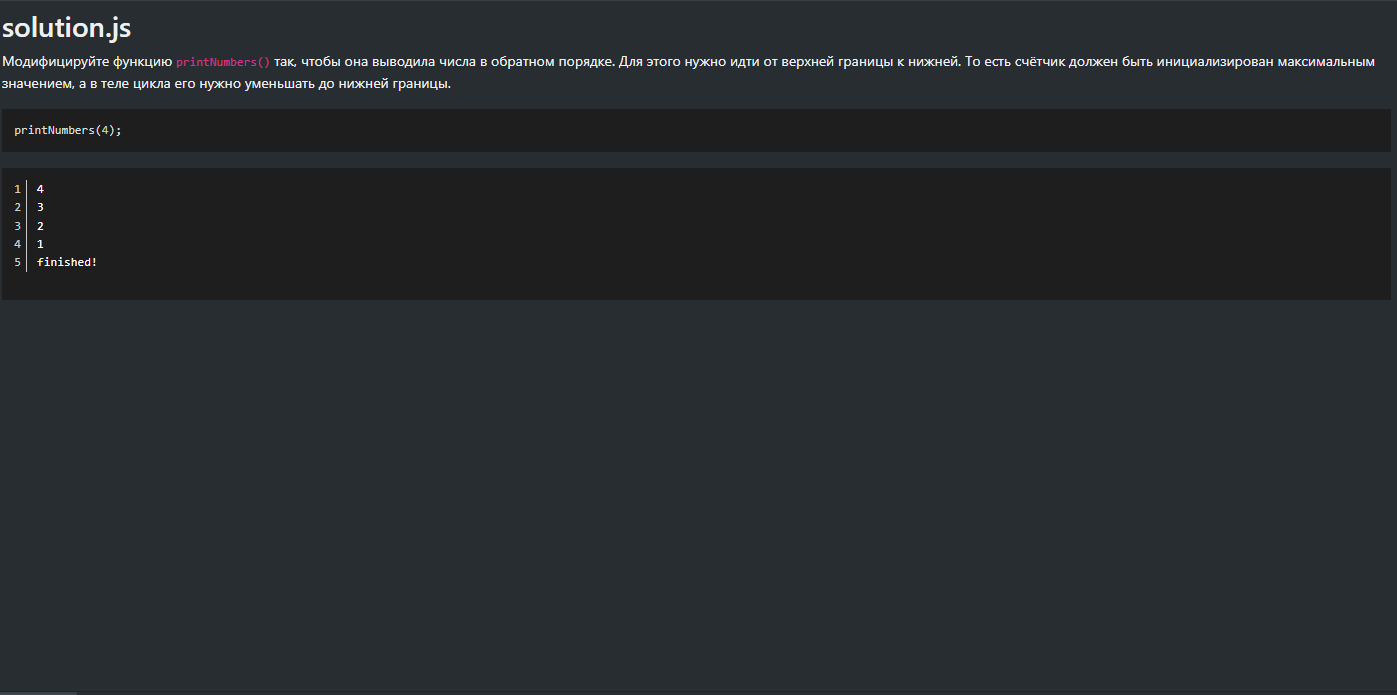 solution.js
Модифицируйте функцию printNumbers() так, чтобы она выводила числа в обратном порядке. Для этого нужно идти от верхней границы к нижней. То есть счётчик должен быть инициализирован максимальным
значением, а в теле цикла его нужно уменьшать до нижней границы.
printNumbers(4);
1 4
2 3
3 2
4 1
5 finished!